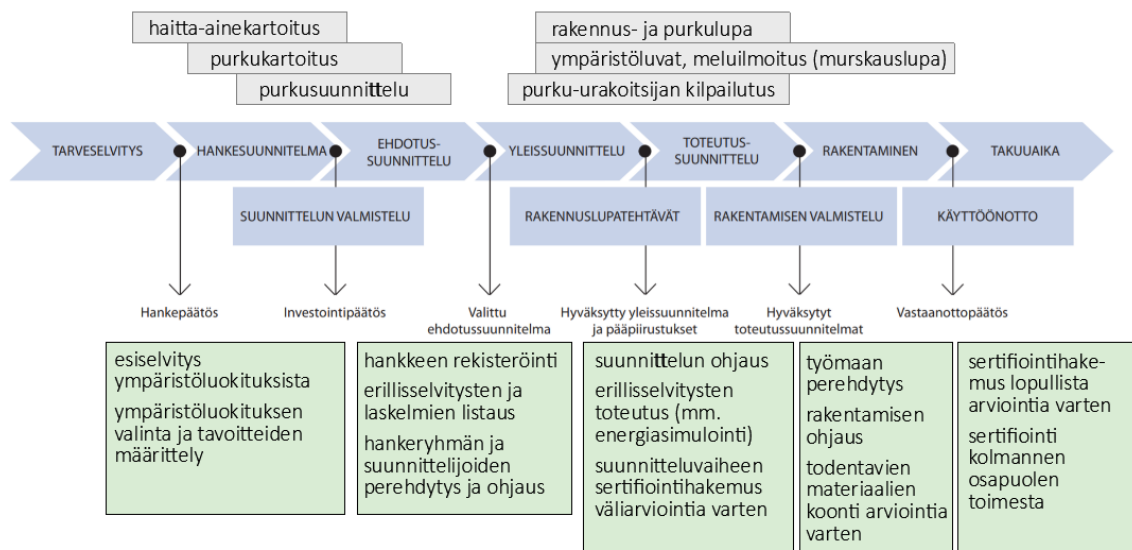 haitta-ainekartoitus
purkukartoitus
purkusuunnittelu
rakennus- ja purkulupa
ympäristöluvat, meluilmoitus (murskauslupa)
purku-urakoitsijan kilpailutus
TARVESELVITYS
HANKESUUNNITELMA
EHDOTUS-
SUUNNITTELU
YLEISSUUNNITTELU
TOTEUTUS-
SUUNNITTELU
RAKENTAMINEN
TAKUUAIKA
SUUNNITTELUN VALMISTELU
RAKENNUSLUPATEHTÄVÄT
RAKENTAMISEN VALMISTELU
KÄYTTÖÖNOTTO
Hankepäätös
Investointipäätös
Valittu
ehdotussuunnitelma
Hyväksytty yleissuunnitelma
ja pääpiirustukset
Hyväksytyt
toteutussuunnitelmat
Vastaanottopäätös
esiselvitys
ympäristöluokituksista
ympäristöluokituksen
valinta ja tavoitteiden
määrittely
hankkeen rekisteröinti
erillisselvitysten ja
laskelmien listaus
hankeryhmän ja
suunnittelijoiden
perehdytys ja ohjaus
suunnittelun ohjaus
erillisselvitysten
toteutus (mm.
energiasimulointi)
suunnitteluvaiheen
sertifiointihakemus
väliarviointia varten
työmaan
perehdytys
rakentamisen
ohjaus
todentavien
materiaalien
koonti arviointia
varten
sertifiointihake-
mus lopullista
arviointia varten
sertifiointi
kolmannen
osapuolen
toimesta